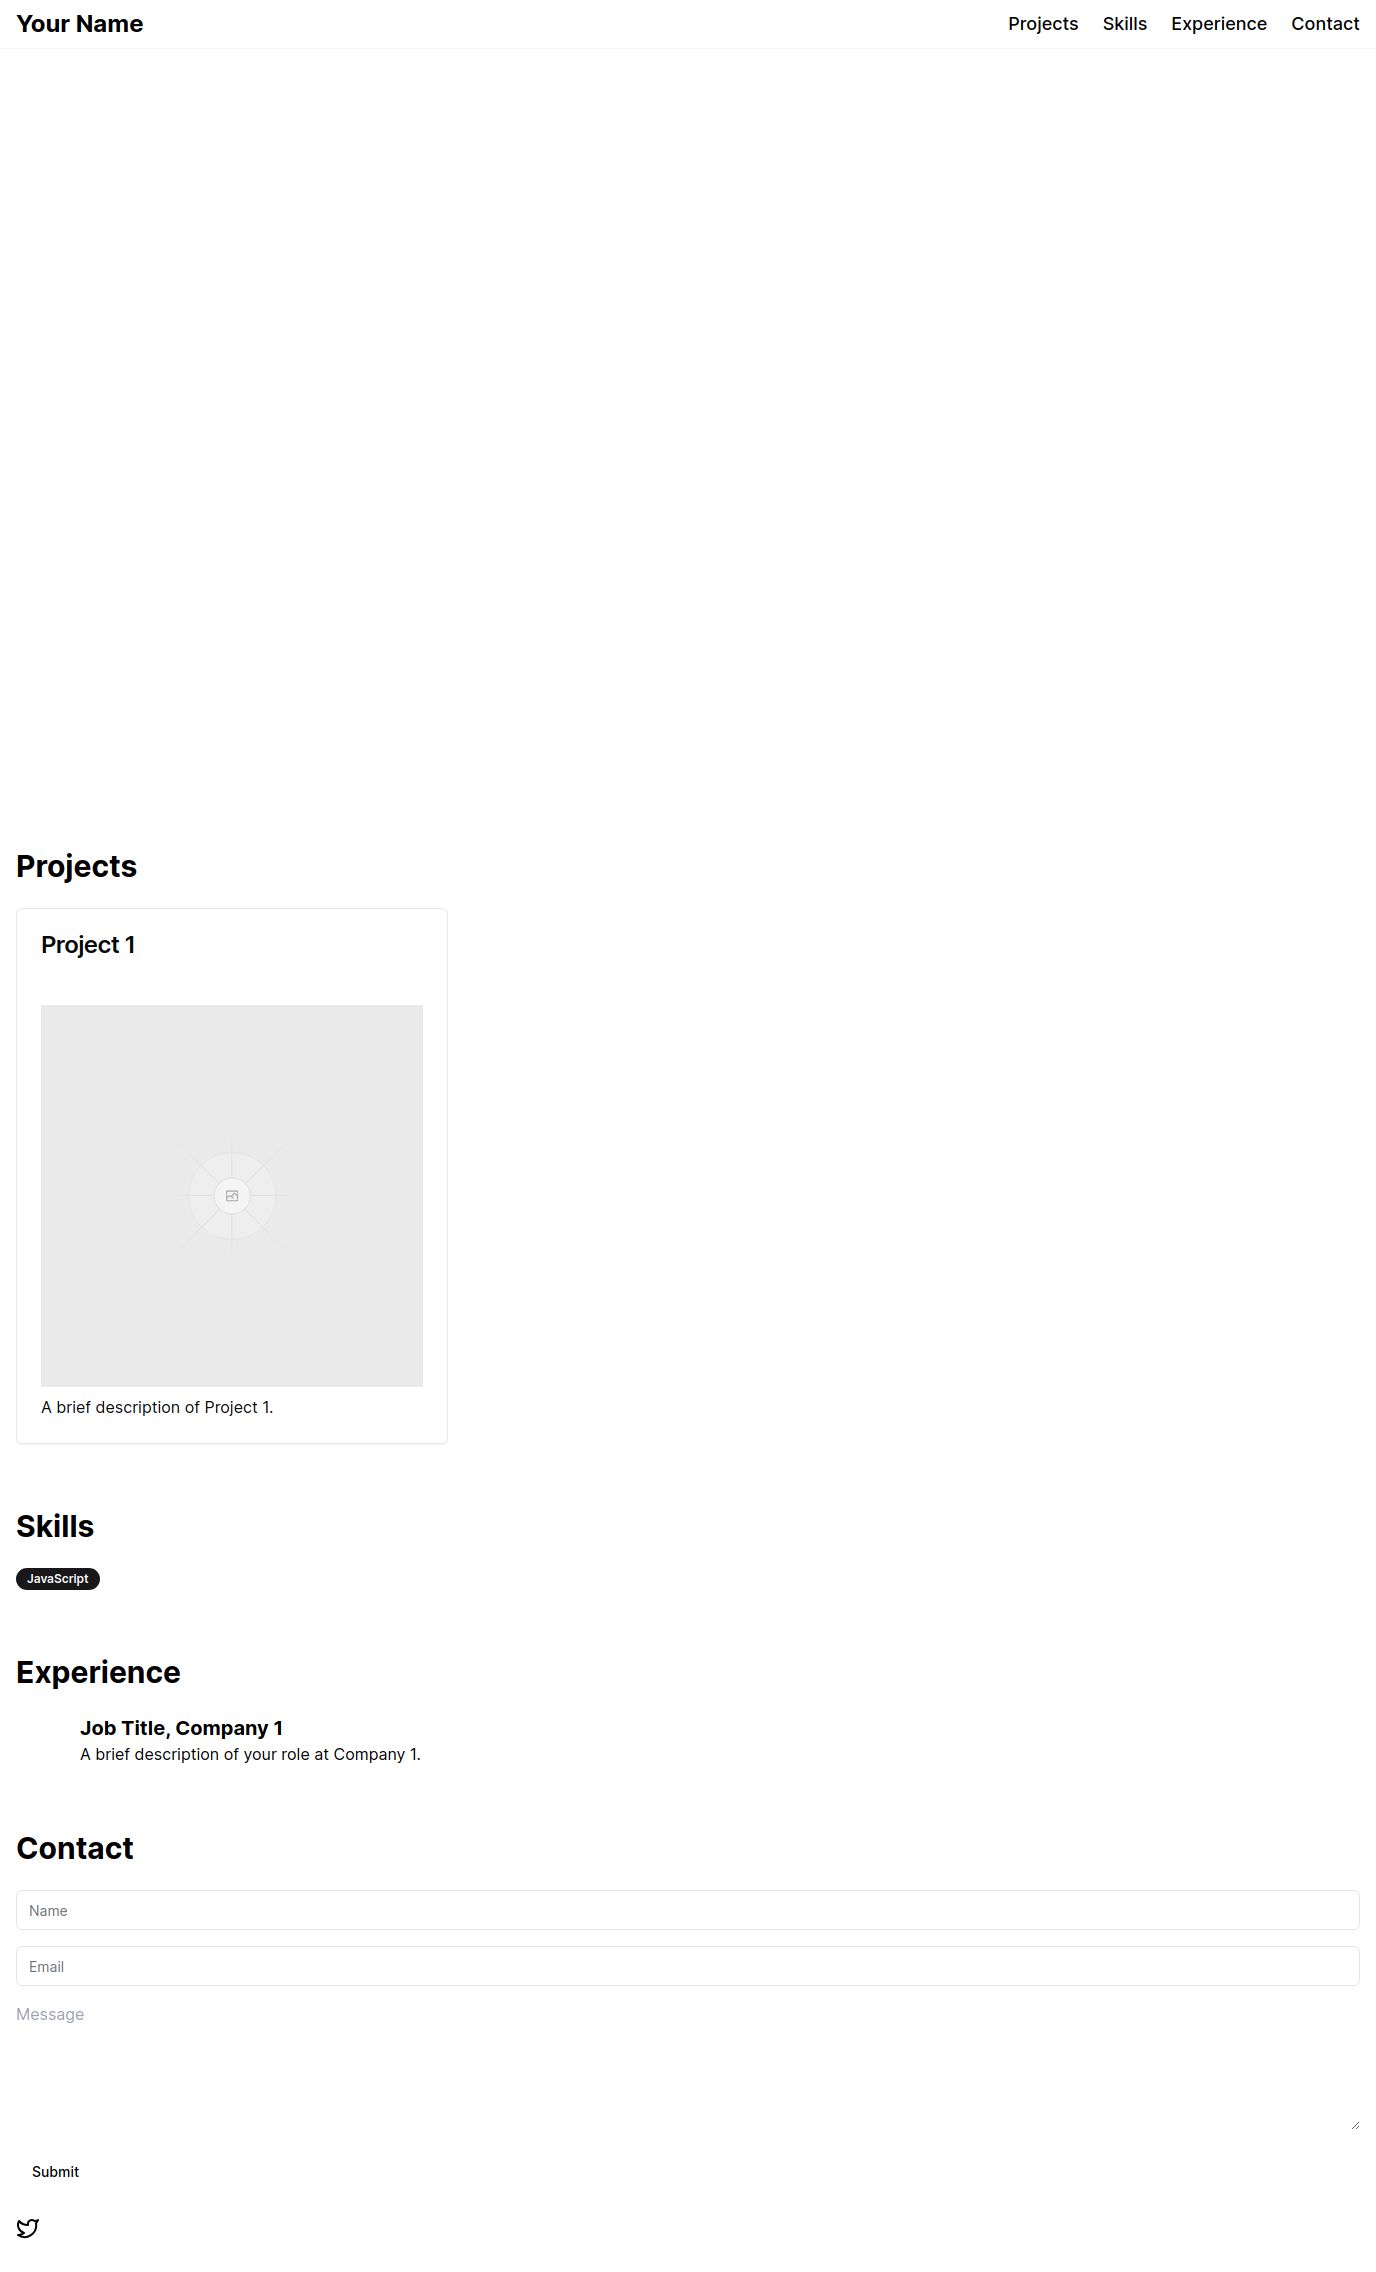 Your Name
Projects Skills Experience Contact
Projects
Project 1
A brief description of Project 1.
Skills
JavaScript
Experience
Job Title, Company 1
A brief description of your role at Company 1.
Contact
Name
Email
Message
Submit